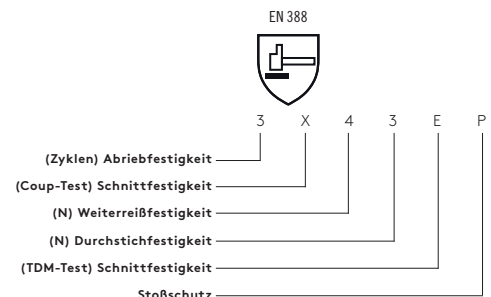 EN 388
3 X 4 3 E P
(Zyklen) Abriebfestigkeit
(Coup-Test) Schnittfestigkeit
(N) Weiterreißfestigkeit
(N) Durchstichfestigkeit
(TDM-Test) Schnittfestigkeit
Stoßschutz